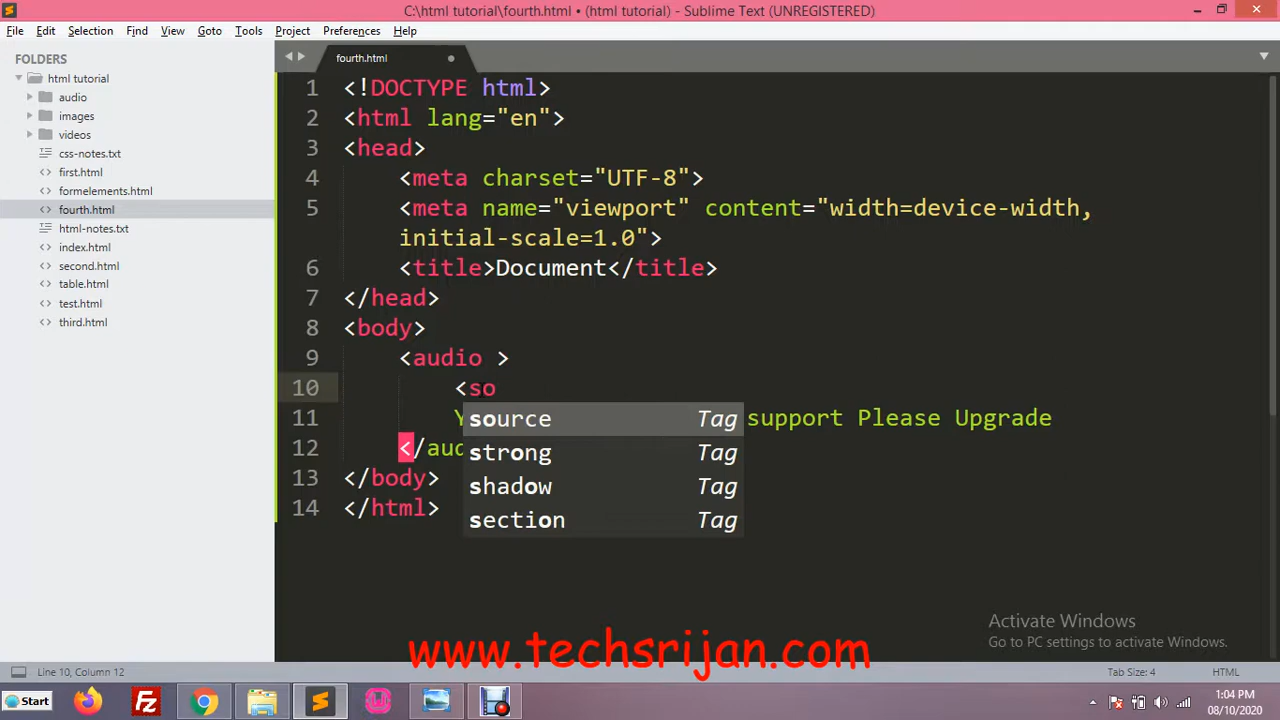 C:\html tutorial\fourth.html • (html tutorial) - Sublime Text (UNREGISTERED)
File Edit Selection Find View Goto Tools Project Preferences Help
FOLDERS
html tutorial
audio
images
videos
css-notes.txt
first.html
formelements.html
fourth.html
html-notes.txt
index.html
second.html
table.html
test.html
third.html
fourth.html
1 <!DOCTYPE html>
2 <html lang="en">
3 <head>
4 <meta charset="UTF-8">
5 <meta name="viewport" content="width=device-width,
initial-scale=1.0">
6 <title>Document</title>
7 </head>
8 <body>
9 <audio >
10 <so
source Tag
strong Tag
shadow Tag
section Tag
11 support Please Upgrade
12 </aud
13 </body>
14 </html>
Activate Windows
Go to PC settings to activate Windows.
www.techsrijan.com
Line 10, Column 12
Tab Size: 4
HTML
Start
1:04 PM
08/10/2020